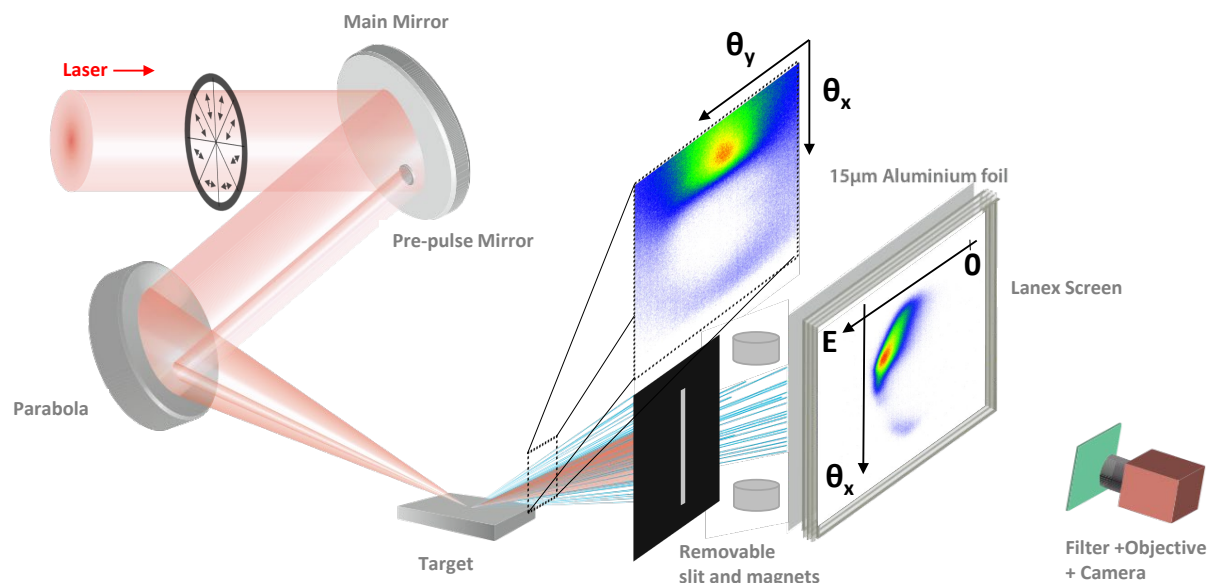 Main Mirror
Laser
θy
θx
15µm Aluminium foil
Pre-pulse Mirror
0
Lanex Screen
E
Parabola
θx
Target
Removable
slit and magnets
Filter +Objective
+ Camera